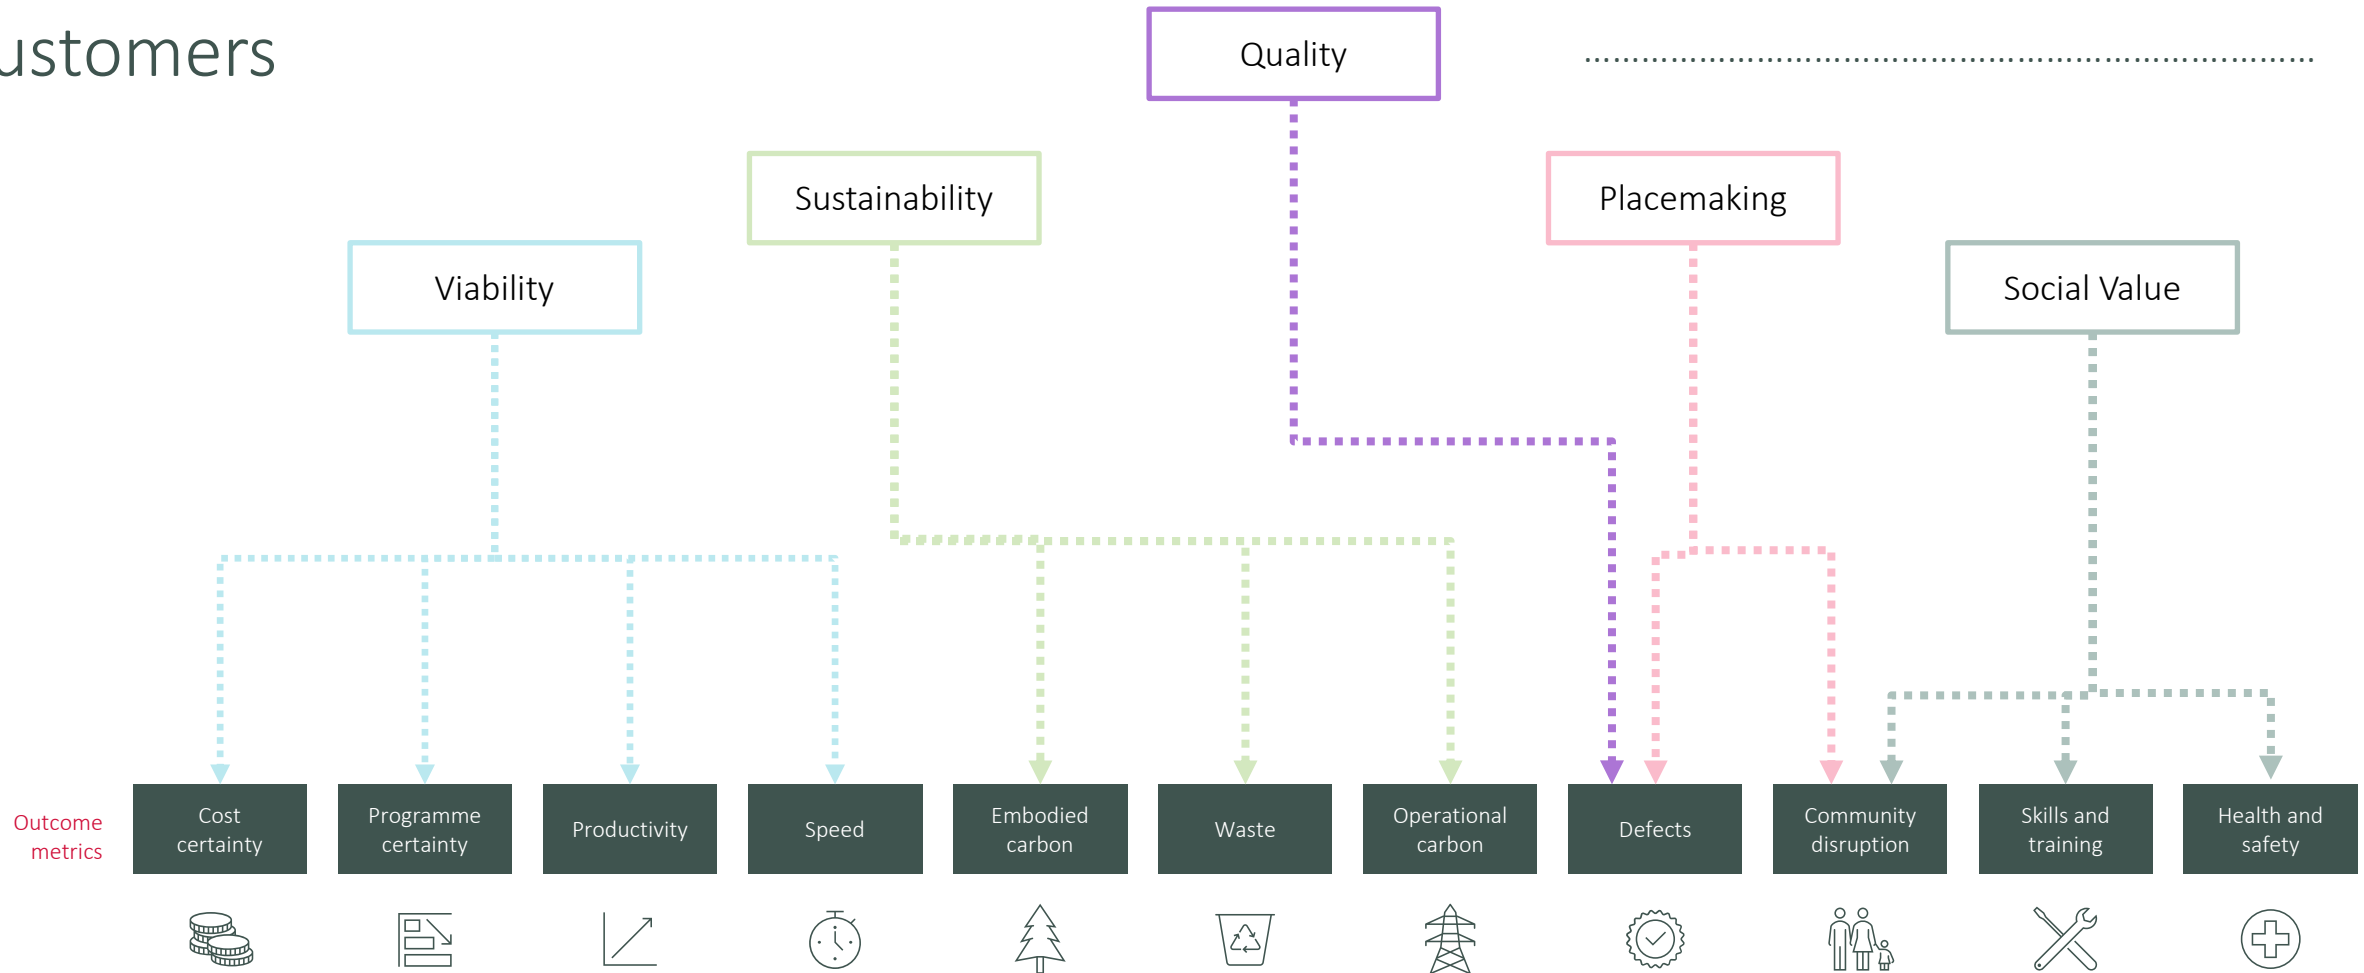 ustomers
Quality
Sustainability
Placemaking
Viability
Social Value
Outcome
metrics
Cost
certainty
Programme
certainty
Productivity
Speed
Embodied
carbon
Waste
Operational
carbon
Defects
Community
disruption
Skills and
training
Health and
safety